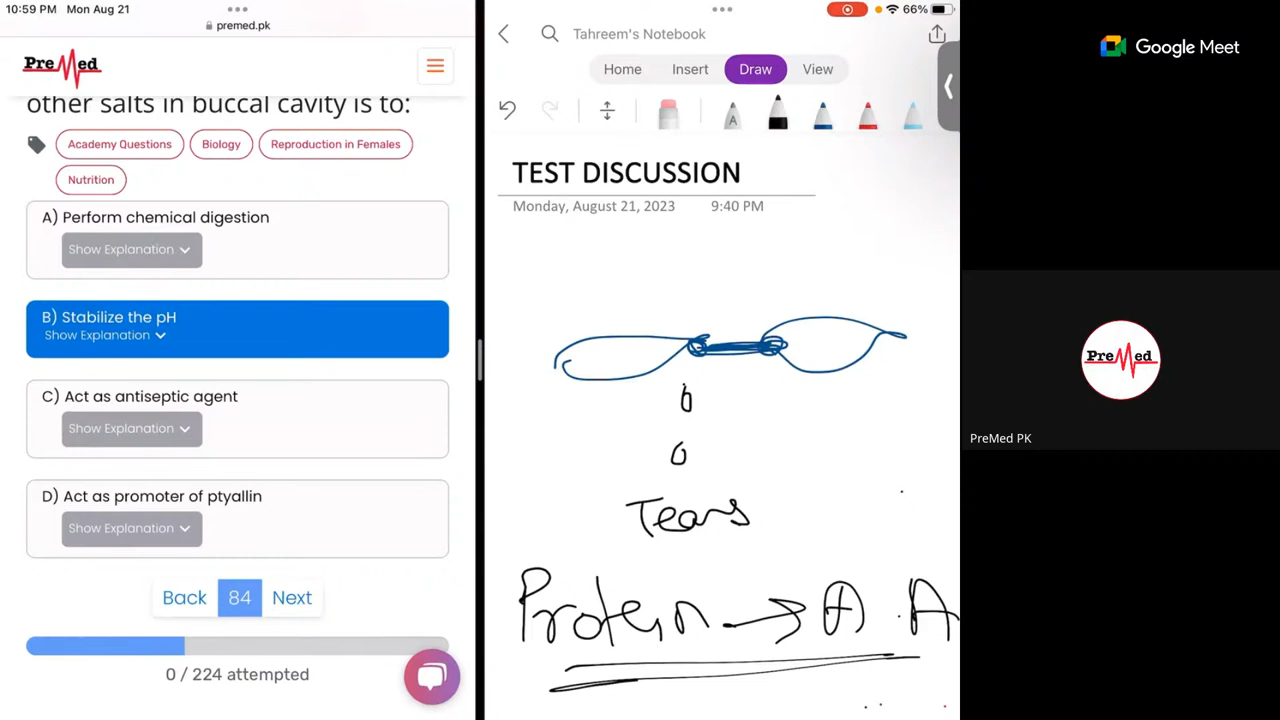 10:59 PM Mon Aug 21
premed.pk
PreMed
other salts in buccal cavity is to:
Academy Questions
Biology
Reproduction in Females
Nutrition
A) Perform chemical digestion
Show Explanation
B) Stabilize the pH
Show Explanation
C) Act as antiseptic agent
Show Explanation
D) Act as promoter of ptyallin
Show Explanation
Back 84 Next
0 / 224 attempted
66%
Tahreem's Notebook
Home Insert Draw View
A
TEST DISCUSSION
Monday, August 21, 2023 9:40 PM
0
0
Tears
Protein → A . A
Google Meet
PreMed
PreMed PK